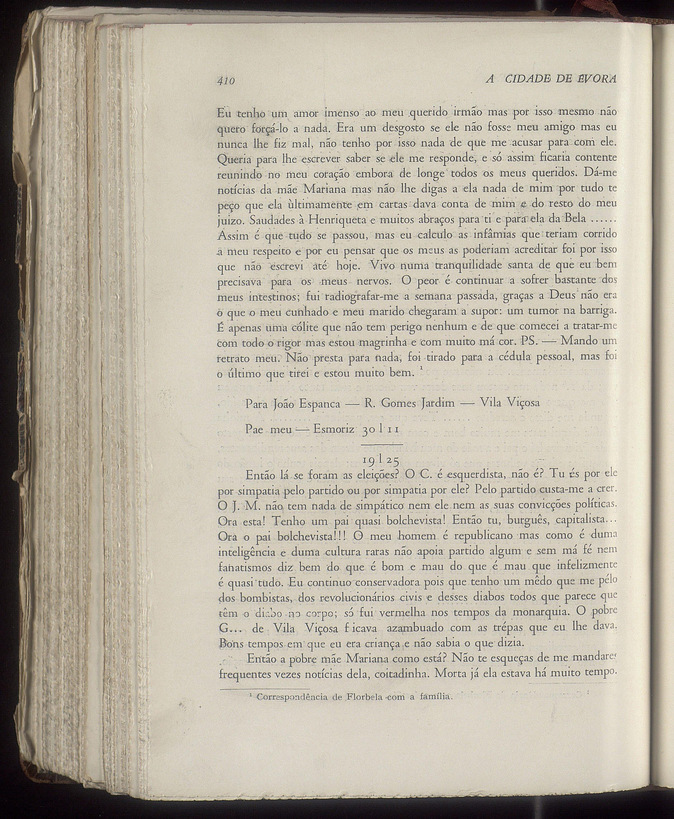 410
A CIDADE DE ÉVORA
Eu tenho um amor imenso ao meu querido irmão mas por isso mesmo não
quero forçá-lo a nada. Era um desgosto se ele não fosse meu amigo mas eu
nunca lhe fiz mal, não tenho por isso nada de que me acusar para com ele.
Queria para lhe escrever saber se ele me responde, e só assim ficaria contente
reunindo no meu coração embora de longe todos os meus queridos. Dá-me
notícias da mãe Mariana mas não lhe digas a ela nada de mim por tudo te
peço que ela ùltimamente em cartas dava conta de mim e do resto do meu
juizo. Saudades à Henriqueta e muitos abraços para ti e para ela da Bela ......
Assim é que tudo se passou, mas eu calculo as infâmias que teriam corrido
a meu respeito e por eu pensar que os meus as poderiam acreditar foi por isso
que não escrevi até hoje. Vivo numa tranquilidade santa de que eu bem
precisava para os meus nervos. O peor é continuar a sofrer bastante dos
meus intestinos; fui radiografar-me a semana passada, graças a Deus não era
o que o meu cunhado e meu marido chegaram a supor: um tumor na barriga.
É apenas uma cólite que não tem perigo nenhum e de que comecei a tratar-me
com todo o rigor mas estou magrinha e com muito má cor. PS. — Mando um
retrato meu. Não presta para nada, foi tirado para a cédula pessoal, mas foi
o último que tirei e estou muito bem. ¹
Para João Espanca — R. Gomes Jardim — Vila Viçosa
Pae meu — Esmoriz 30 | 11
19 | 25
Então lá se foram as eleições? O C. é esquerdista, não é? Tu és por ele
por simpatia pelo partido ou por simpatia por ele? Pelo partido custa-me a crer.
O J. M. não tem nada de simpático nem ele nem as suas convicções políticas.
Ora esta! Tenho um pai quasi bolchevista! Então tu, burguês, capitalista...
Ora o pai bolchevista!!! O meu homem é republicano mas como é duma
inteligência e duma cultura raras não apoia partido algum e sem má fé nem
fanatismos diz bem do que é bom e mau do que é mau que infelizmente
é quasi tudo. Eu continuo conservadora pois que tenho um mêdo que me pélo
dos bombistas, dos revolucionários civis e desses diabos todos que parece que
têm o diabo no corpo; só fui vermelha nos tempos da monarquia. O pobre
G... de Vila Viçosa ficava azambuado com as trépas que eu lhe dava.
Bons tempos em que eu era criança e não sabia o que dizia.
Então a pobre mãe Mariana como está? Não te esqueças de me mandares
frequentes vezes notícias dela, coitadinha. Morta já ela estava há muito tempo.
¹ Correspondência de Florbela com a família.